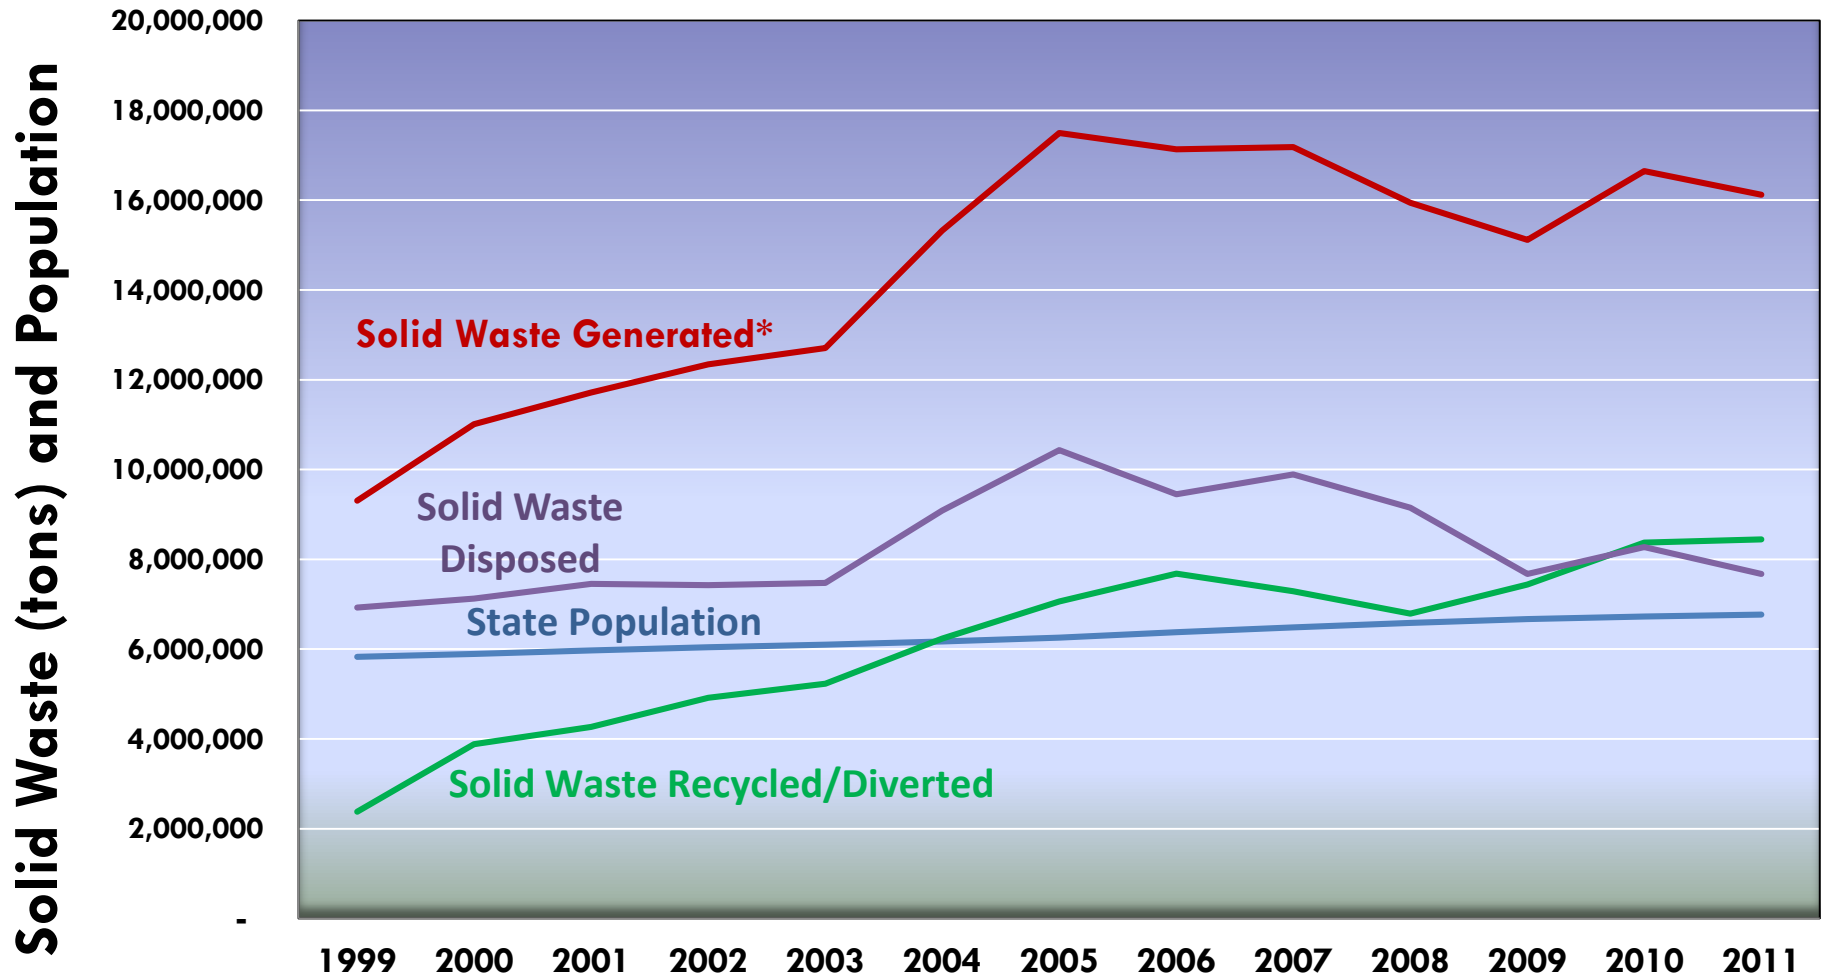 Solid Waste (tons) and Population
20,000,000
18,000,000
16,000,000
14,000,000
12,000,000
10,000,000
8,000,000
6,000,000
4,000,000
2,000,000
-
Solid Waste Generated*
Solid Waste
Disposed
State Population
Solid Waste Recycled/Diverted
1999 2000 2001 2002 2003 2004 2005 2006 2007 2008 2009 2010 2011